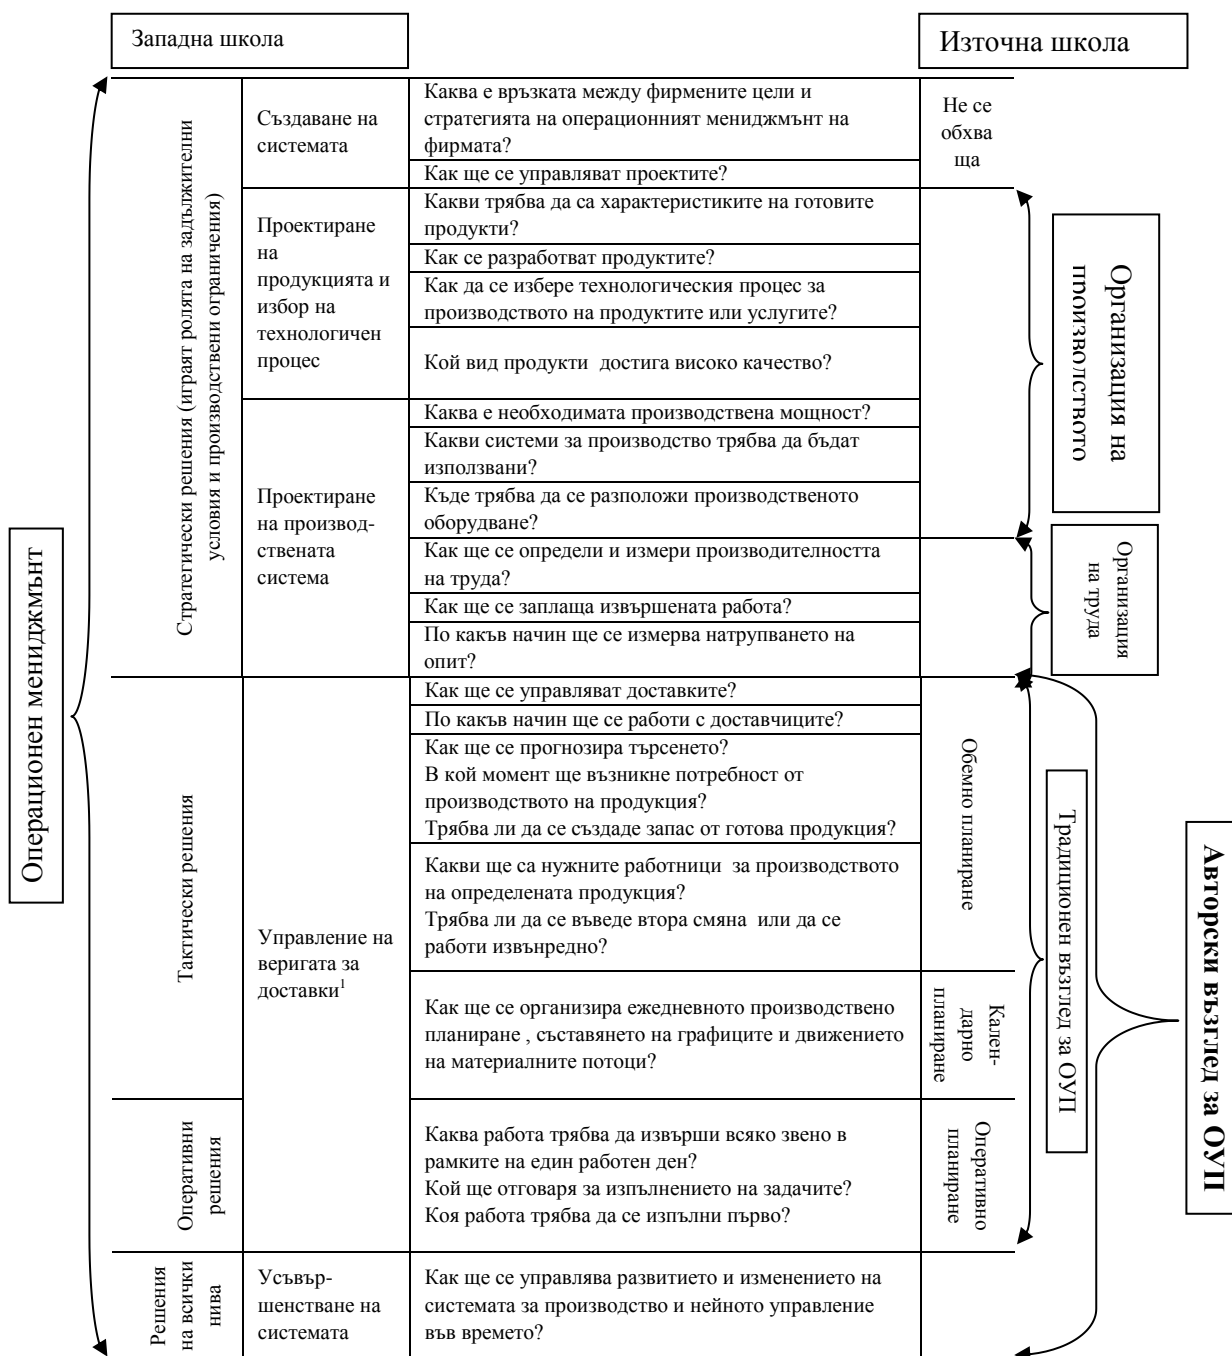 Западна школа
Източна школа
Операционен мениджмънт
Стратегически решения (играят ролята на задължителни
условия и производствени ограничения)
Създаване на
системата
Каква е връзката между фирмените цели и
стратегията на операционният мениджмънт на
фирмата?
Как ще се управляват проектите?
Не се
обхва
ща
Проектиране
на
продукцията и
избор на
технологичен
процес
Какви трябва да са характеристиките на готовите
продукти?
Как се разработват продуктите?
Как да се избере технологическия процес за
производството на продуктите или услугите?
Кой вид продукти достига високо качество?
Организация на
производството
Проектиране
на производ-
ствената
система
Каква е необходимата производствена мощност?
Какви системи за производство трябва да бъдат
използвани?
Къде трябва да се разположи производственото
оборудване?
Как ще се определи и измери производителността
на труда?
Как ще се заплаща извършената работа?
По какъв начин ще се измерва натрупването на
опит?
Организация
на труда
Тактически решения
Управление на
веригата за
доставки1
Как ще се управляват доставките?
По какъв начин ще се работи с доставчиците?
Как ще се прогнозира търсенето?
В кой момент ще възникне потребност от
производството на продукция?
Трябва ли да се създаде запас от готова продукция?
Какви ще са нужните работници за производството
на определената продукция?
Трябва ли да се въведе втора смяна или да се
работи извънредно?
Обемно планиране
Как ще се организира ежедневното производствено
планиране , съставянето на графиците и движението
на материалните потоци?
Кален-
дарно
планиране
Традиционен възглед за ОУП
Авторски възглед за ОУП
Оперативни
решения
Каква работа трябва да извърши всяко звено в
рамките на един работен ден?
Кой ще отговаря за изпълнението на задачите?
Коя работа трябва да се изпълни първо?
Оперативно
планиране
Решения
на всички
нива
Усъвър-
шенстване на
системата
Как ще се управлява развитието и изменението на
системата за производство и нейното управление
във времето?